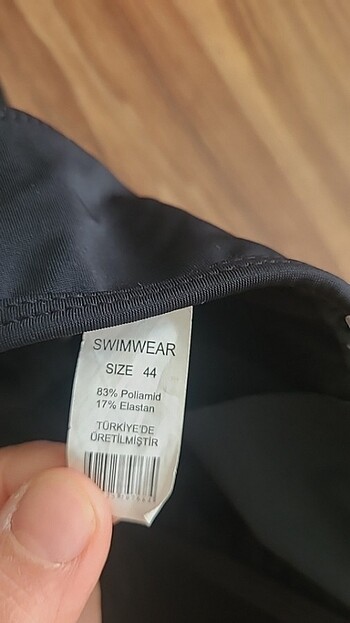 SWIMWEAR
SIZE 44
83% Poliamid
17% Elastan
TÜRKİYE'DE
ÜRETİLMİŞTİR